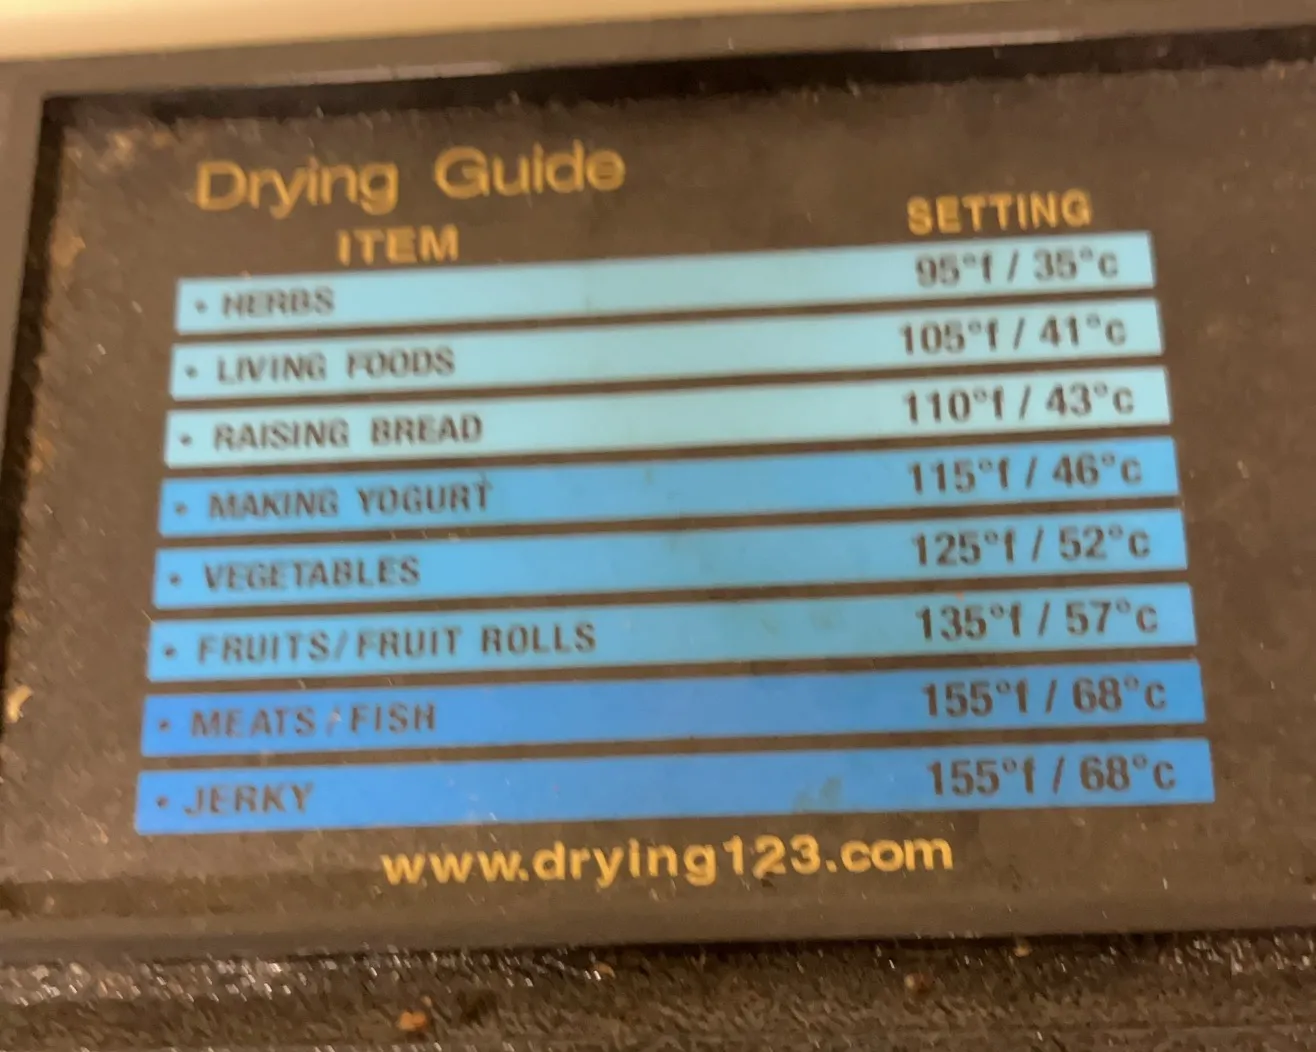 Drying Guide
ITEM SETTING
• HERBS 95°f / 35°c
• LIVING FOODS 105°f / 41°c
• RAISING BREAD 110°f / 43°c
• MAKING YOGURT 115°f / 46°c
• VEGETABLES 125°f / 52°c
• FRUITS/FRUIT ROLLS 135°f / 57°c
• MEATS/FISH 155°f / 68°c
• JERKY 155°f / 68°c
www.drying123.com